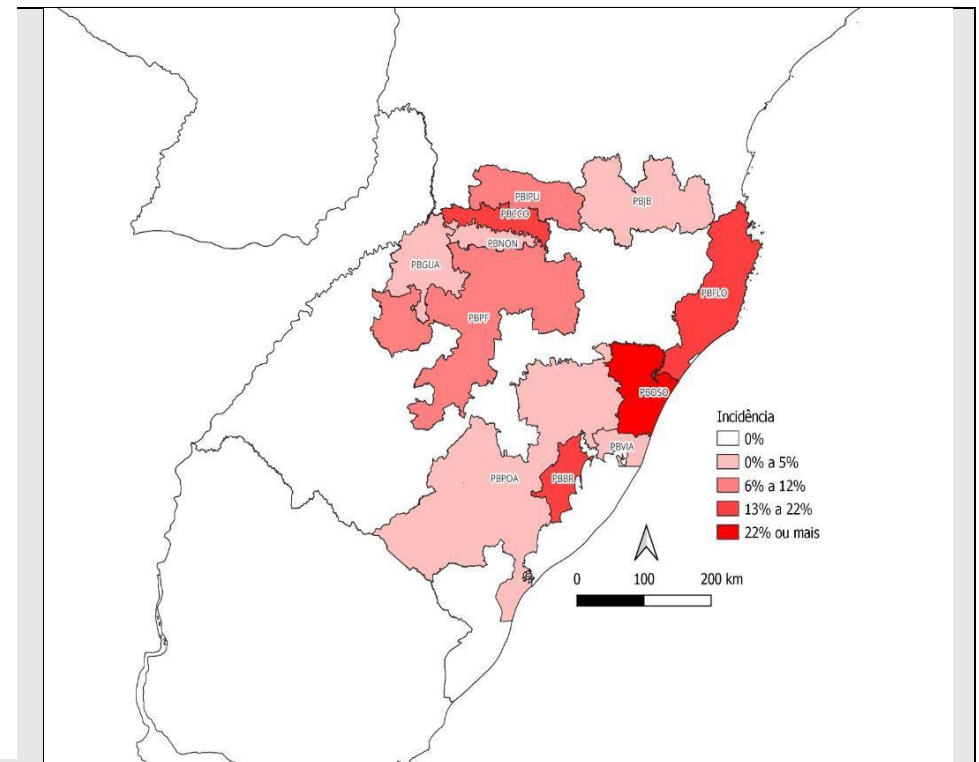 PBIPU
PBJB
PBCCO
PBNON
PBGUA
PBFLO
PBPF
PBOSO
PBVIA
PBPOA
PBBR
Incidência
0%
0% a 5%
6% a 12%
13% a 22%
22% ou mais
0 100 200 km